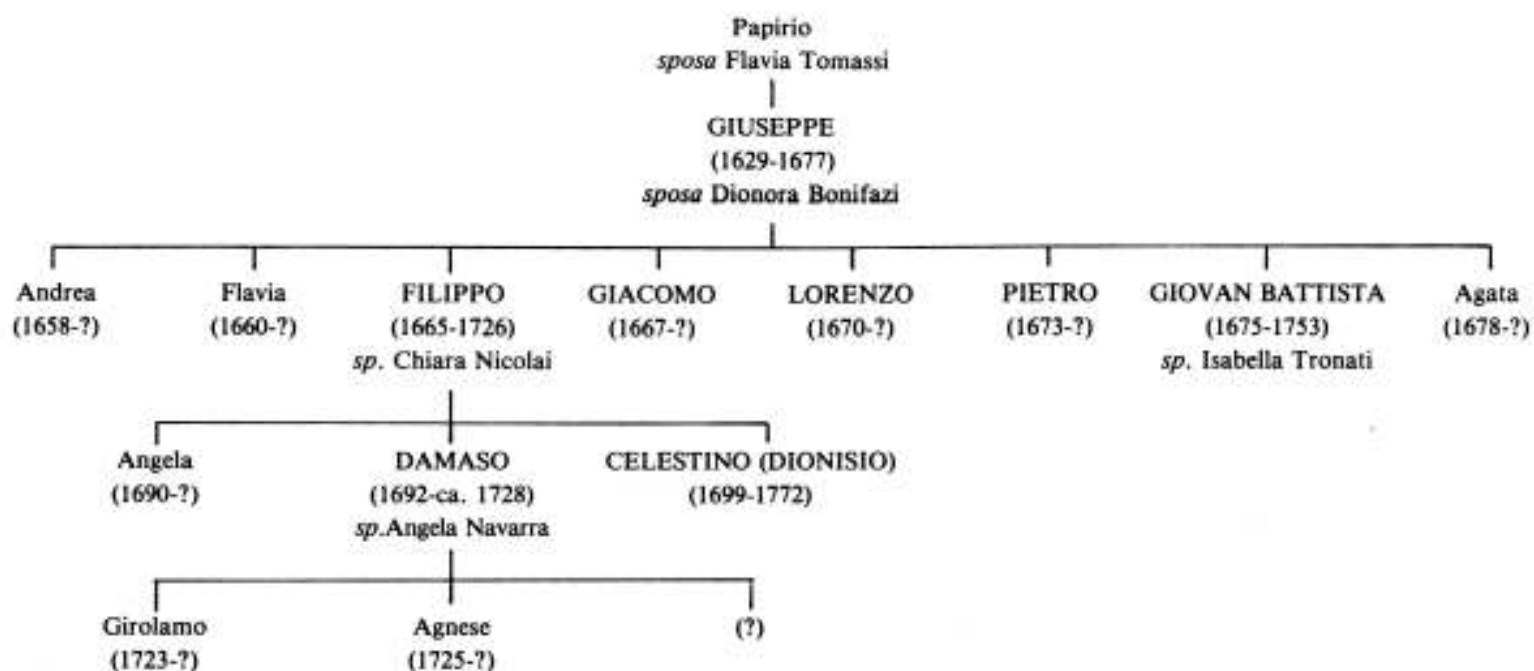 Papirio
sposa Flavia Tomassi
GIUSEPPE
(1629-1677)
sposa Dionora Bonifazi
Andrea Flavia FILIPPO GIACOMO LORENZO PIETRO GIOVAN BATTISTA Agata
(1658-?) (1660-?) (1665-1726) (1667-?) (1670-?) (1673-?) (1675-1753) (1678-?)
sp. Chiara Nicolai sp. Isabella Tronati
Angela DAMASO CELESTINO (DIONISIO)
(1690-?) (1692-ca. 1728) (1699-1772)
sp.Angela Navarra
Girolamo Agnese (?)
(1723-?) (1725-?)